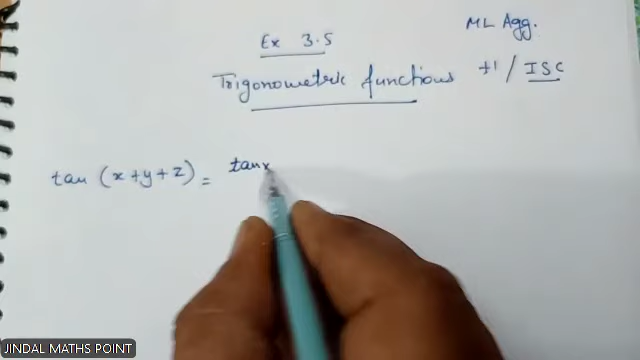 ML Agg.
Ex 3.5
Trigonometric functions +1 / ISC
tan (x+y+z) = tanx
JINDAL MATHS POINT